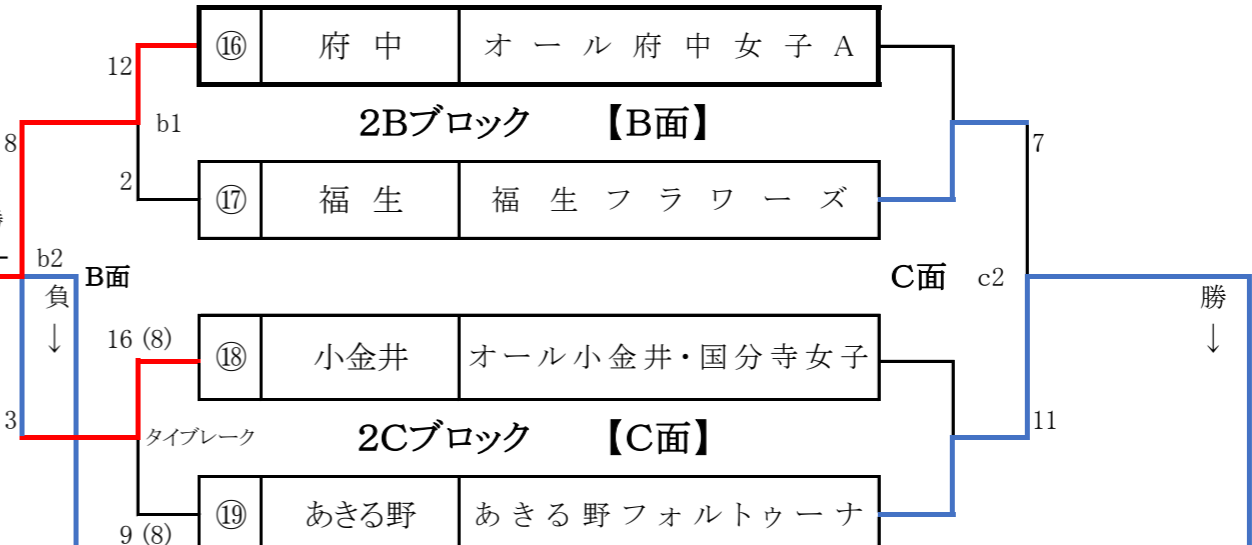 ⑯ 府中 オール府中女子A
12
b1
2Bブロック 【B面】
8
7
2
⑰ 福生 福生フラワーズ
b2
B面
C面 c2
負
↓
勝
↓
16 (8)
⑱ 小金井 オール小金井・国分寺女子
3
タイブレーク
2Cブロック 【C面】
11
⑲ あきる野 あきる野フォルトゥーナ
9 (8)